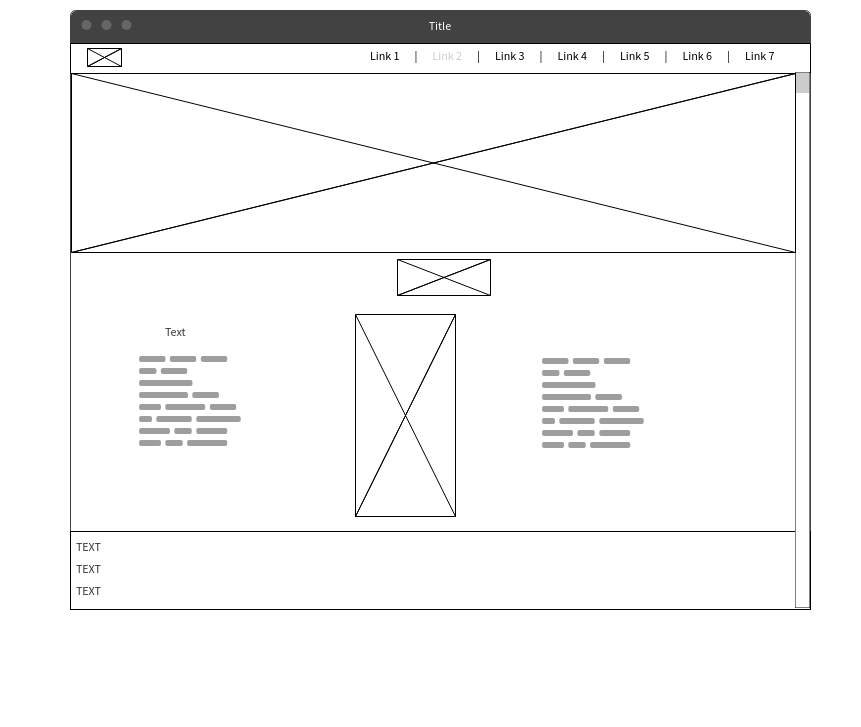 Title
Link 1 | Link 2 | Link 3 | Link 4 | Link 5 | Link 6 | Link 7
Text
TEXT
TEXT
TEXT